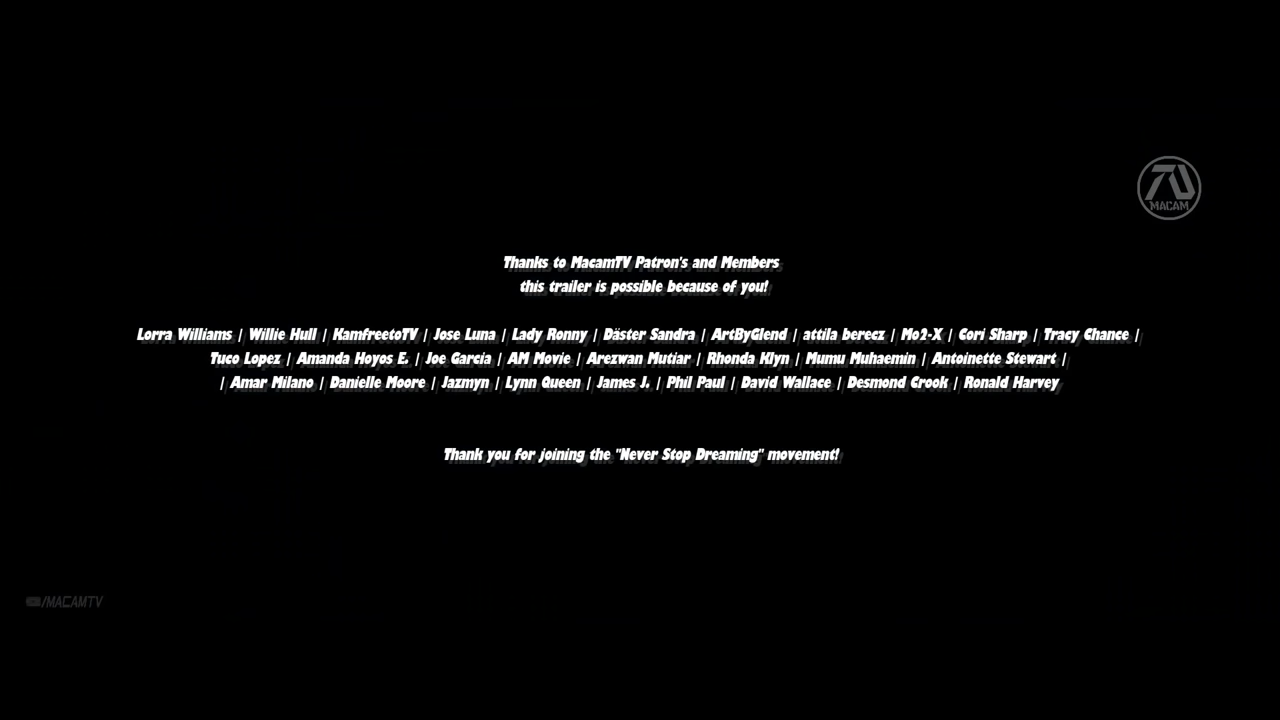 TV
MACAM
Thanks to MacamTV Patron's and Members
this trailer is possible because of you!
Lorra Williams | Willie Hull | KamfreetoTV | Jose Luna | Lady Ronny | Däster Sandra | ArtByGlend | attila berecz | Mo2-X | Cori Sharp | Tracy Chance |
Tuco Lopez | Amanda Hoyos E. | Joe Garcia | AM Movie | Arezwan Mutiar | Rhonda Klyn | Mumu Muhaemin | Antoinette Stewart |
| Amar Milano | Danielle Moore | Jazmyn | Lynn Queen | James J. | Phil Paul | David Wallace | Desmond Crook | Ronald Harvey
Thank you for joining the "Never Stop Dreaming" movement!
/MACAMTV